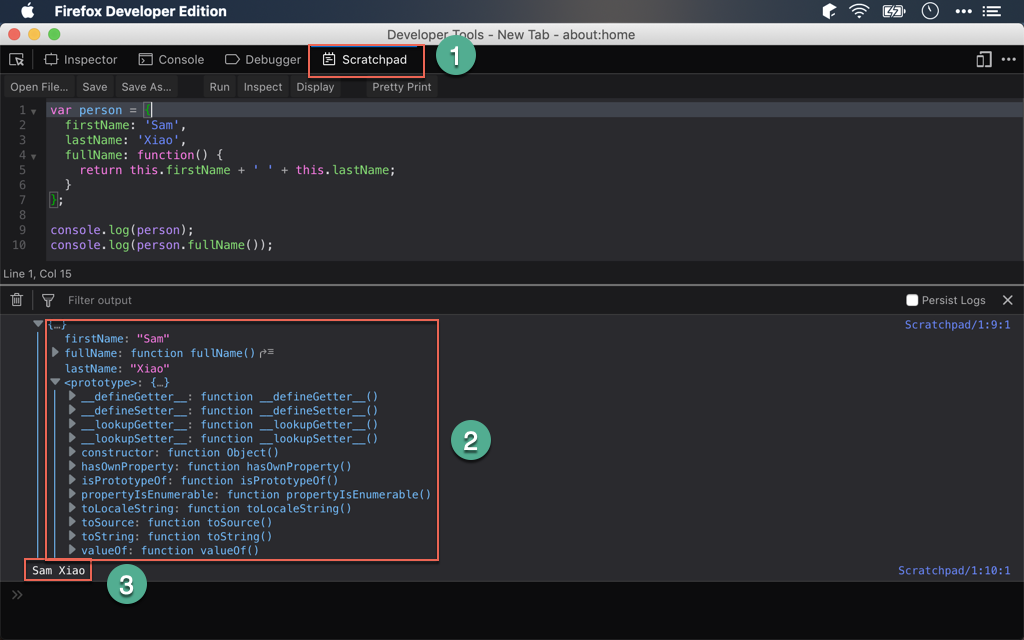 Firefox Developer Edition
Developer Tools - New Tab - about:home
Inspector Console Debugger Scratchpad 1
Open File... Save Save As... Run Inspect Display Pretty Print
1 var person = {
2 firstName: 'Sam',
3 lastName: 'Xiao',
4 fullName: function() {
5 return this.firstName + ' ' + this.lastName;
6 }
7 };
8
9 console.log(person);
10 console.log(person.fullName());
Line 1, Col 15
Filter output Persist Logs
{…} Scratchpad/1:9:1
firstName: "Sam"
fullName: function fullName()
lastName: "Xiao"
<prototype>: {…}
__defineGetter__: function __defineGetter__()
__defineSetter__: function __defineSetter__()
__lookupGetter__: function __lookupGetter__()
__lookupSetter__: function __lookupSetter__()
2
constructor: function Object()
hasOwnProperty: function hasOwnProperty()
isPrototypeOf: function isPrototypeOf()
propertyIsEnumerable: function propertyIsEnumerable()
toLocaleString: function toLocaleString()
toSource: function toSource()
toString: function toString()
valueOf: function valueOf()
Sam Xiao Scratchpad/1:10:1
3
»